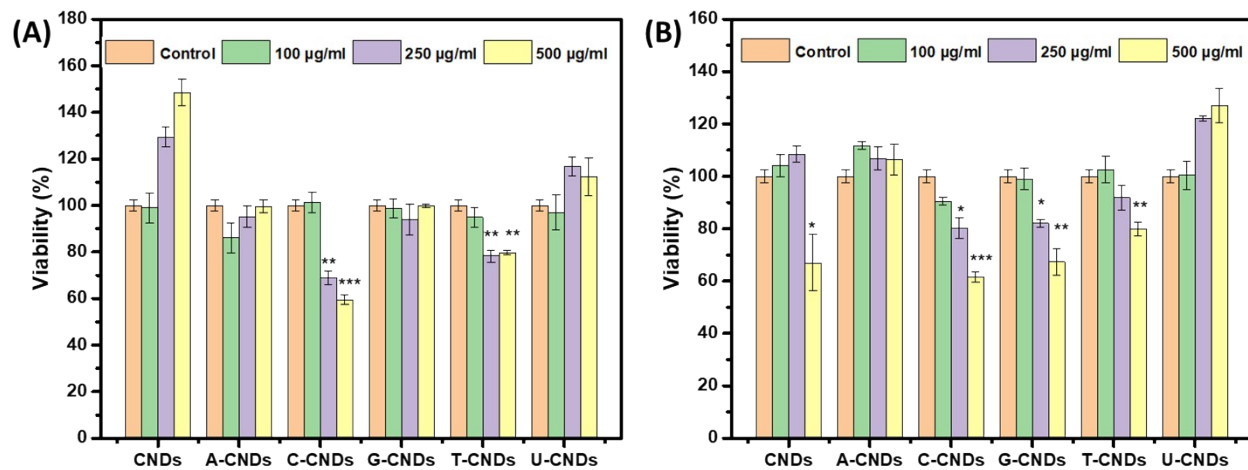 (A)
Control 100 µg/ml 250 µg/ml 500 µg/ml
Viability (%)
180
160
140
120
100
80
60
40
20
0
** *** ** **
CNDs A-CNDs C-CNDs G-CNDs T-CNDs U-CNDs
(B)
Control 100 µg/ml 250 µg/ml 500 µg/ml
Viability (%)
160
140
120
100
80
60
40
20
0
* * *** * ** **
CNDs A-CNDs C-CNDs G-CNDs T-CNDs U-CNDs